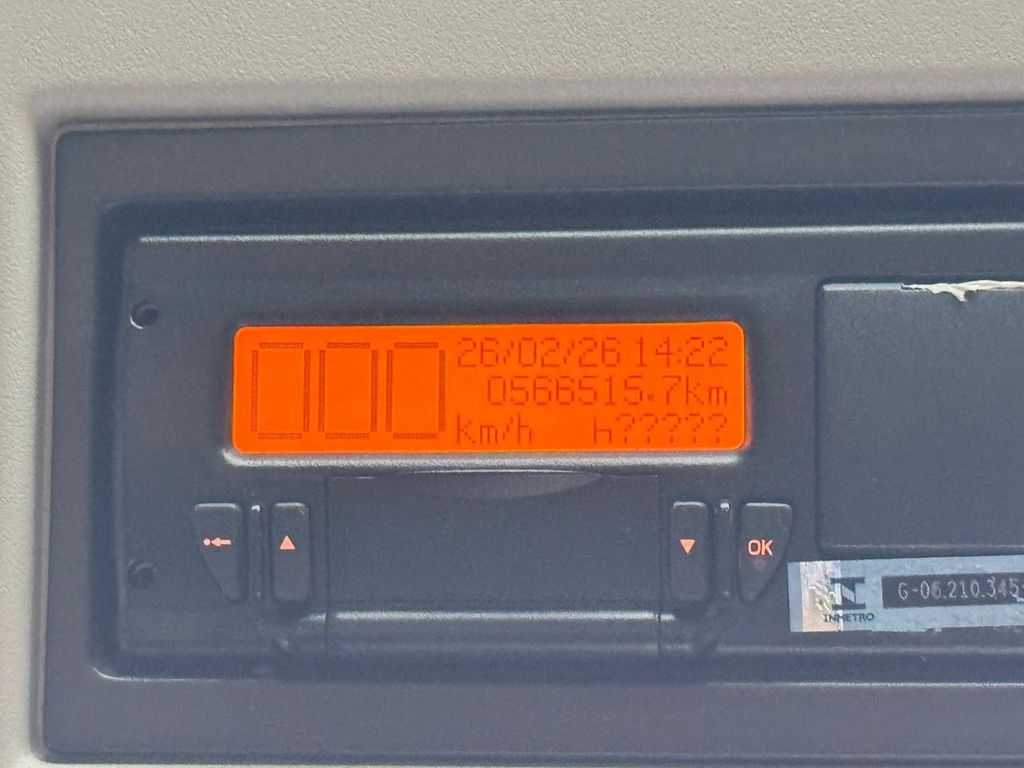 000 26/02/26 14:22
0566515.7km
km/h h?????
OK
INMETRO
G-06.210.345